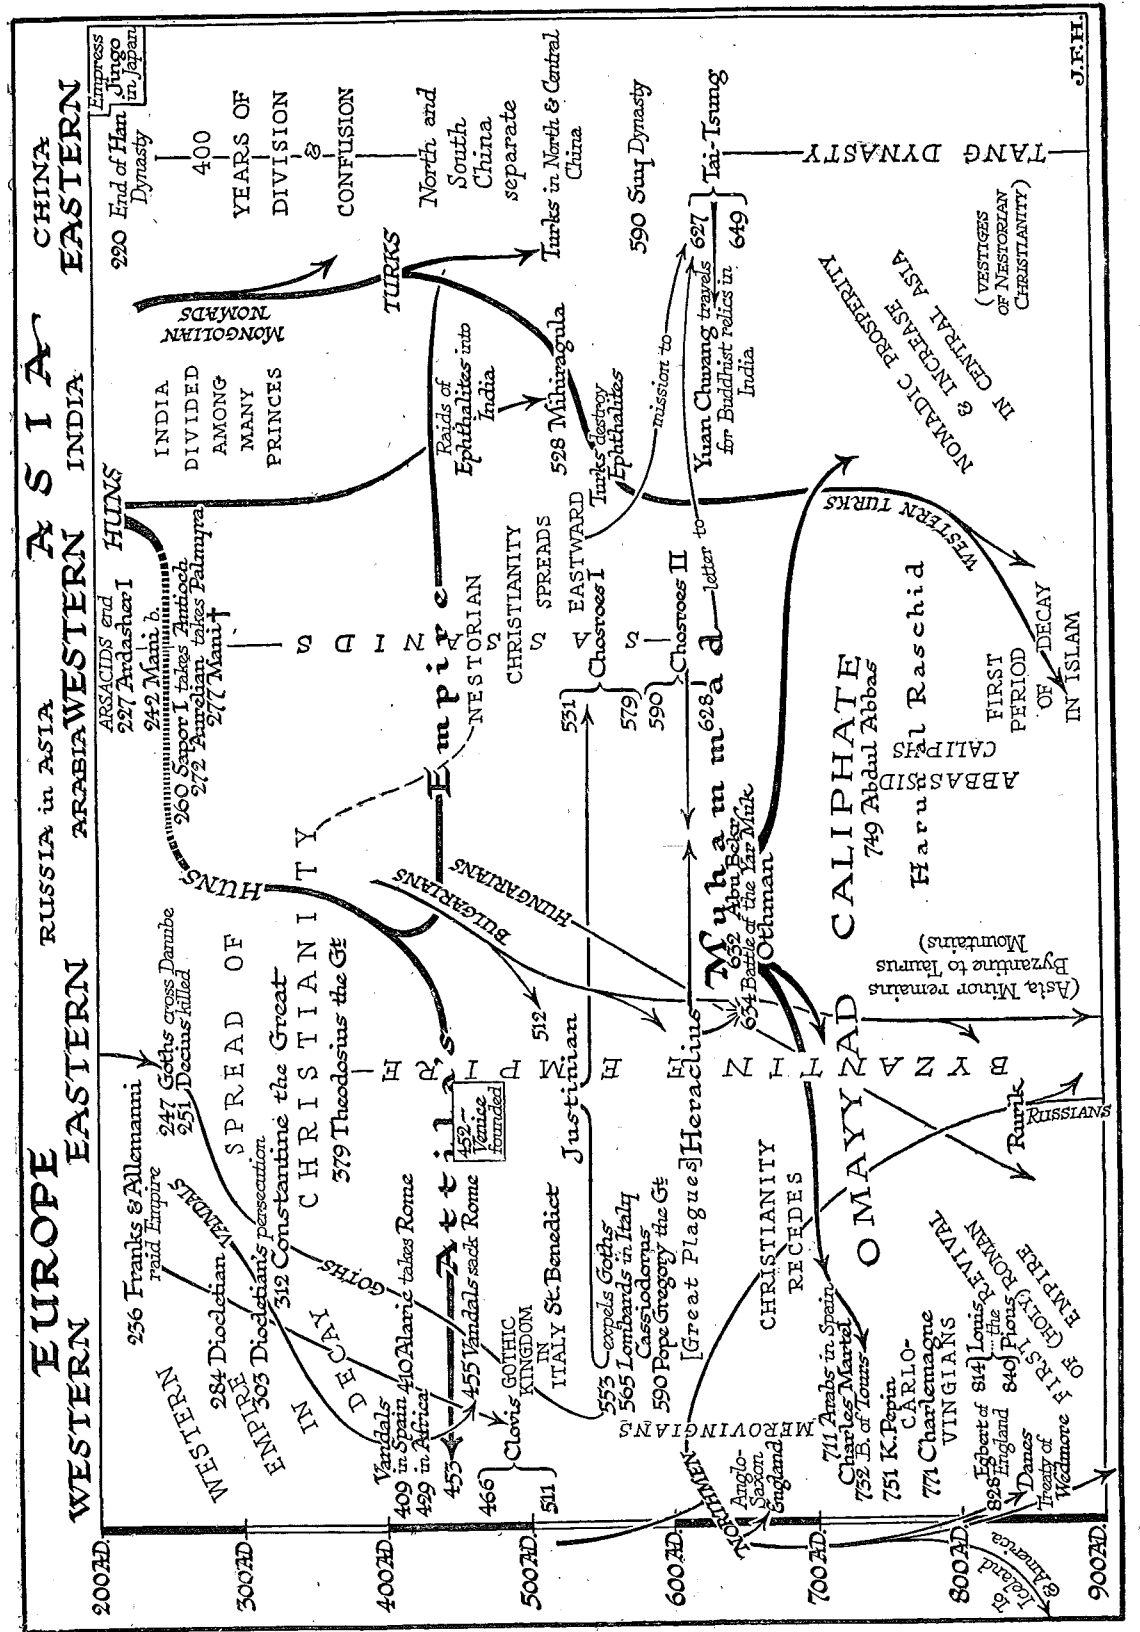 EUROPE
RUSSIA in ASIA
A S I A
WESTERN
EASTERN
ARABIA
WESTERN
INDIA
CHINA
EASTERN
200 A.D.
300 A.D.
400 A.D.
500 A.D.
600 A.D.
700 A.D.
800 A.D.
900 A.D.
236 Franks & Allemanni
raid Empire
WESTERN
EMPIRE
IN
DECAY
284 Diocletian
303 Diocletian's persecution
312 Constantine the Great
VANDALS
GOTHS
Vandals
409 in Spain
429 in Africa
410 Alaric takes Rome
453
455 Vandals sack Rome
466
Clovis
511
GOTHIC
KINGDOM
IN
ITALY
St. Benedict
553
expels Goths
565 Lombards in Italy
Cassiodorus
590 Pope Gregory the Gt
[Great Plagues]
MEROVINGIANS
NORTHMEN
NORTHMEN
Anglo-
Saxon
England
711 Arabs in Spain
Charles Martel
732 B. of Tours
751 K. Pepin
CARLO-
VINGIANS
771 Charlemagne
814
Louis
the
Pious
840
REVIVAL
OF (HOLY) ROMAN
EMPIRE
FIRST
828 Egbert of
England
Danes
Treaty of
Wedmore
To
Iceland
& America
247 Goths cross Danube
251 Decius killed
SPREAD OF
CHRISTIANITY
379 Theodosius the Gt
452-
Venice
founded
Attila's Empire
HUNS
HUNS
BULGARIANS
HUNGARIANS
512
Justinian
BYZANTINE EMPIRE
Heraclius
CHRISTIANITY
RECEDES
Rurik
RUSSIANS
(Asia Minor remains
Byzantine to Taurus
Mountains)
Muhammad
632 Abu Bekr
634 Battle of the Yar Muk
Othman
OMAYYAD CALIPHATE
749 Abdul Abbas
Harun al Raschid
ABBASSID
CALIPHS
FIRST
PERIOD
OF DECAY
IN ISLAM
ARSACIDS end
227 Ardashir I
242 Mani b.
260 Sapor I takes Antioch
272 Aurelian takes Palmyra
277 Mani †
SASSANIDS
NESTORIAN
CHRISTIANITY
SPREADS
EASTWARD
531
Chosroes I
579
590
Chosroes II
628
letter to
mission to
INDIA
DIVIDED
AMONG
MANY
PRINCES
MONGOLIAN
NOMADS
TURKS
Raids of
Ephthalites into
India
528 Mihiragula
Turks destroy
Ephthalites
Yuan Chwang travels
for Buddhist relics in
India
WESTERN TURKS
NOMADIC PROSPERITY
& INCREASE
IN CENTRAL ASIA
(VESTIGES
OF NESTORIAN
CHRISTIANITY)
Empress
Jingo
in Japan
220 End of Han
Dynasty
400
YEARS OF
DIVISION
&
CONFUSION
North and
South
China
separate
Turks in North & Central
China
590 Suy Dynasty
627
Tai-Tsung
649
TANG DYNASTY
J.F.H.